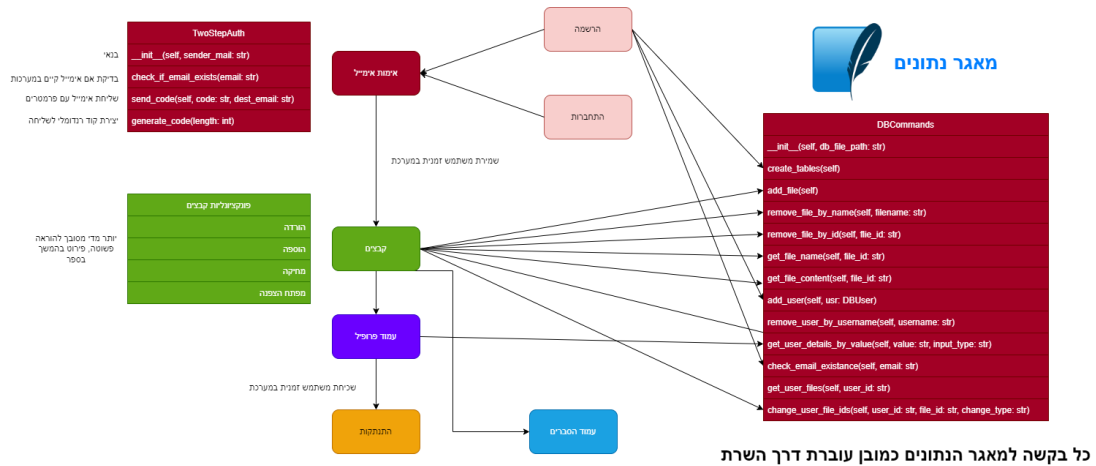 TwoStepAuth
__init__(self, sender_mail: str)
check_if_email_exists(email: str)
send_code(self, code: str, dest_email: str)
generate_code(length: int)
בנאי
בדיקת אם אימייל קיים במערכות
שליחת אימייל עם פרמטרים
יצירת קוד רנדומלי לשליחה
הרשמה
אימות אימייל
התחברות
שמירת משתמש זמנית במערכת
מאגר נתונים
DBCommands
__init__(self, db_file_path: str)
create_tables(self)
add_file(self)
remove_file_by_name(self, filename: str)
remove_file_by_id(self, flie_id: str)
get_file_name(self, file_id: str)
get_file_content(self, file_id: str)
add_user(self, usr: DBUser)
remove_user_by_username(self, username: str)
get_user_details_by_value(self, value: str, input_type: str)
check_email_existance(self, email: str)
get_user_files(self, user_id: str)
change_user_file_ids(self, user_id: str, file_id: str, change_type: str)
פונקציונליות קבצים
הורדה
הוספה
מחיקה
מפתח הצפנה
יותר מדי מסובך להוראה
פשוטה, פירוט בהמשך
בספר
קבצים
עמוד פרופיל
שכיחת משתמש זמנית במערכת
התנתקות
עמוד הסברים
כל בקשה למאגר הנתונים כמובן עוברת דרך השרת